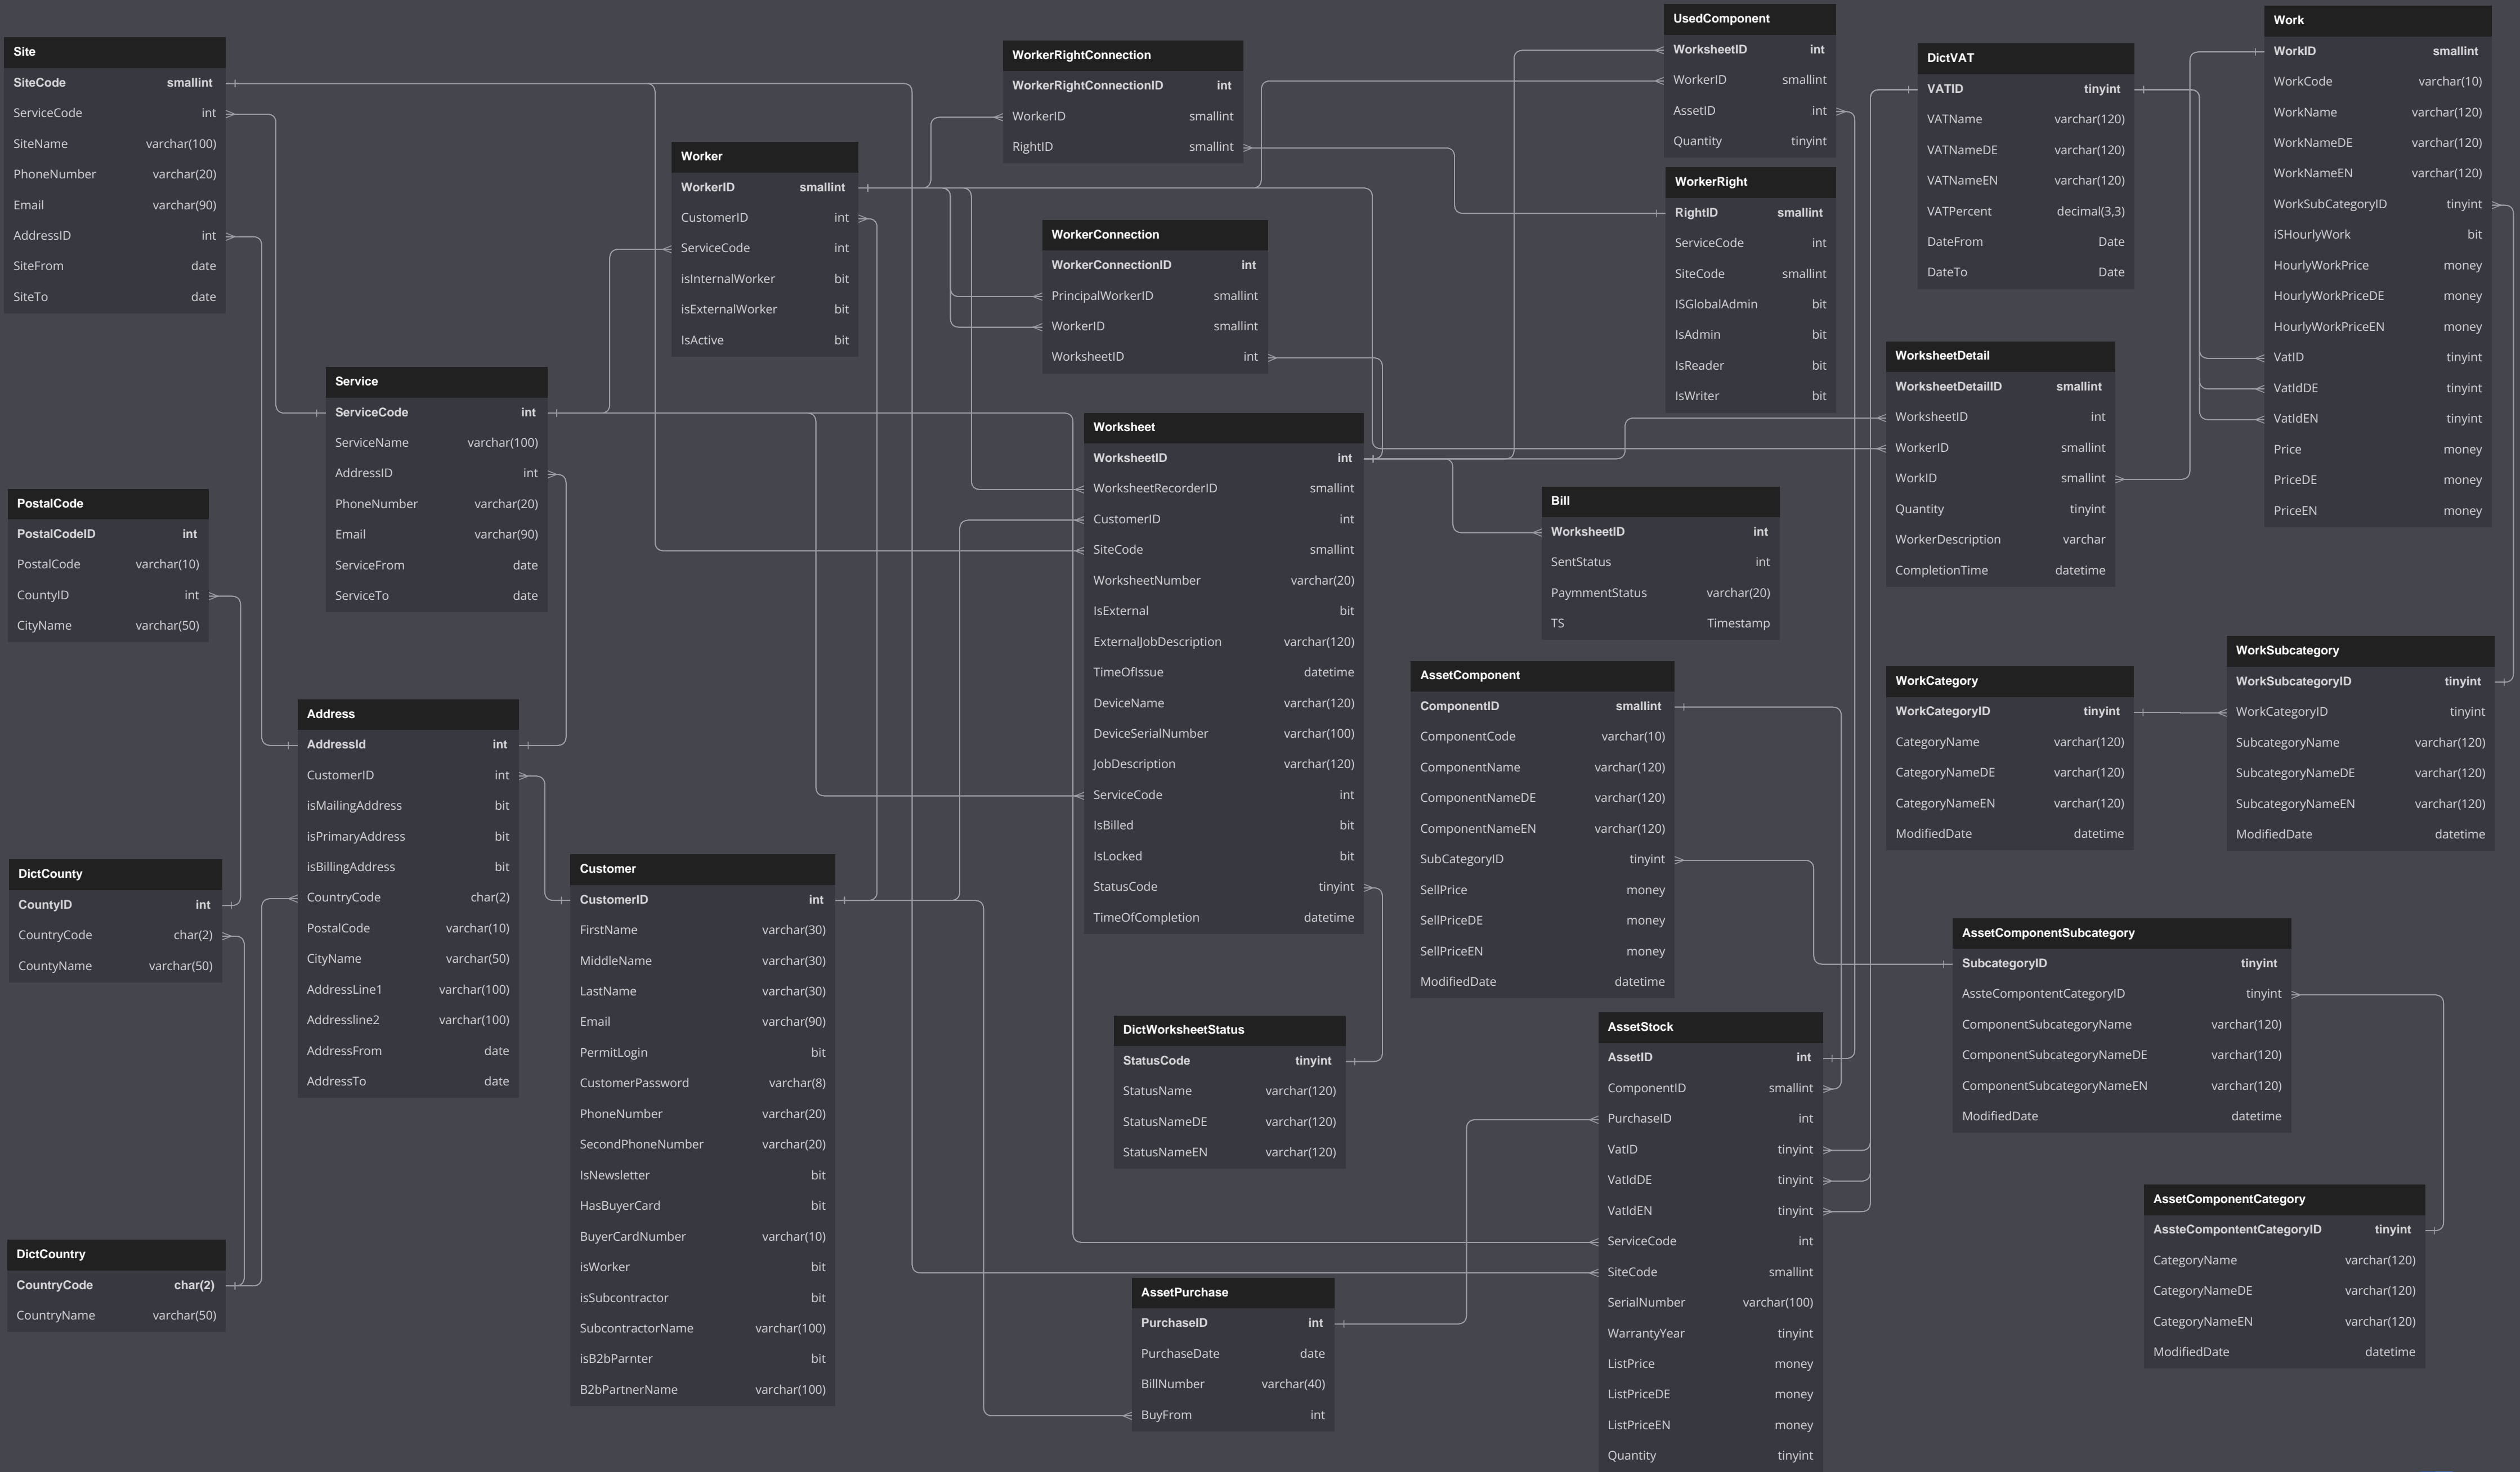 Site
SiteCode smallint
ServiceCode int
SiteName varchar(100)
PhoneNumber varchar(20)
Email varchar(90)
AddressID int
SiteFrom date
SiteTo date
PostalCode
PostalCodeID int
PostalCode varchar(10)
CountyID int
CityName varchar(50)
DictCounty
CountyID int
CountryCode char(2)
CountyName varchar(50)
DictCountry
CountryCode char(2)
CountryName varchar(50)
Service
ServiceCode int
ServiceName varchar(100)
AddressID int
PhoneNumber varchar(20)
Email varchar(90)
ServiceFrom date
ServiceTo date
Address
AddressId int
CustomerID int
isMailingAddress bit
isPrimaryAddress bit
isBillingAddress bit
CountryCode char(2)
PostalCode varchar(10)
CityName varchar(50)
AddressLine1 varchar(100)
Addressline2 varchar(100)
AddressFrom date
AddressTo date
Worker
WorkerID smallint
CustomerID int
ServiceCode int
isInternalWorker bit
isExternalWorker bit
IsActive bit
Customer
CustomerID int
FirstName varchar(30)
MiddleName varchar(30)
LastName varchar(30)
Email varchar(90)
PermitLogin bit
CustomerPassword varchar(8)
PhoneNumber varchar(20)
SecondPhoneNumber varchar(20)
IsNewsletter bit
HasBuyerCard bit
BuyerCardNumber varchar(10)
isWorker bit
isSubcontractor bit
SubcontractorName varchar(100)
isB2bParnter bit
B2bPartnerName varchar(100)
WorkerRightConnection
WorkerRightConnectionID int
WorkerID smallint
RightID smallint
WorkerConnection
WorkerConnectionID int
PrincipalWorkerID smallint
WorkerID smallint
WorksheetID int
Worksheet
WorksheetID int
WorksheetRecorderID smallint
CustomerID int
SiteCode smallint
WorksheetNumber varchar(20)
IsExternal bit
ExternalJobDescription varchar(120)
TimeOfIssue datetime
DeviceName varchar(120)
DeviceSerialNumber varchar(100)
JobDescription varchar(120)
ServiceCode int
IsBilled bit
IsLocked bit
StatusCode tinyint
TimeOfCompletion datetime
DictWorksheetStatus
StatusCode tinyint
StatusName varchar(120)
StatusNameDE varchar(120)
StatusNameEN varchar(120)
AssetPurchase
PurchaseID int
PurchaseDate date
BillNumber varchar(40)
BuyFrom int
UsedComponent
WorksheetID int
WorkerID smallint
AssetID int
Quantity tinyint
WorkerRight
RightID smallint
ServiceCode int
SiteCode smallint
ISGlobalAdmin bit
IsAdmin bit
IsReader bit
IsWriter bit
Bill
WorksheetID int
SentStatus int
PaymmentStatus varchar(20)
TS Timestamp
AssetComponent
ComponentID smallint
ComponentCode varchar(10)
ComponentName varchar(120)
ComponentNameDE varchar(120)
ComponentNameEN varchar(120)
SubCategoryID tinyint
SellPrice money
SellPriceDE money
SellPriceEN money
ModifiedDate datetime
AssetStock
AssetID int
ComponentID smallint
PurchaseID int
VatID tinyint
VatIdDE tinyint
VatIdEN tinyint
ServiceCode int
SiteCode smallint
SerialNumber varchar(100)
WarrantyYear tinyint
ListPrice money
ListPriceDE money
ListPriceEN money
Quantity tinyint
DictVAT
VATID tinyint
VATName varchar(120)
VATNameDE varchar(120)
VATNameEN varchar(120)
VATPercent decimal(3,3)
DateFrom Date
DateTo Date
WorksheetDetail
WorksheetDetailID smallint
WorksheetID int
WorkerID smallint
WorkID smallint
Quantity tinyint
WorkerDescription varchar
CompletionTime datetime
Work
WorkID smallint
WorkCode varchar(10)
WorkName varchar(120)
WorkNameDE varchar(120)
WorkNameEN varchar(120)
WorkSubCategoryID tinyint
iSHourlyWork bit
HourlyWorkPrice money
HourlyWorkPriceDE money
HourlyWorkPriceEN money
VatID tinyint
VatIdDE tinyint
VatIdEN tinyint
Price money
PriceDE money
PriceEN money
WorkCategory
WorkCategoryID tinyint
CategoryName varchar(120)
CategoryNameDE varchar(120)
CategoryNameEN varchar(120)
ModifiedDate datetime
WorkSubcategory
WorkSubcategoryID tinyint
WorkCategoryID tinyint
SubcategoryName varchar(120)
SubcategoryNameDE varchar(120)
SubcategoryNameEN varchar(120)
ModifiedDate datetime
AssetComponentSubcategory
SubcategoryID tinyint
AssteCompontentCategoryID tinyint
ComponentSubcategoryName varchar(120)
ComponentSubcategoryNameDE varchar(120)
ComponentSubcategoryNameEN varchar(120)
ModifiedDate datetime
AssetComponentCategory
AssteCompontentCategoryID tinyint
CategoryName varchar(120)
CategoryNameDE varchar(120)
CategoryNameEN varchar(120)
ModifiedDate datetime